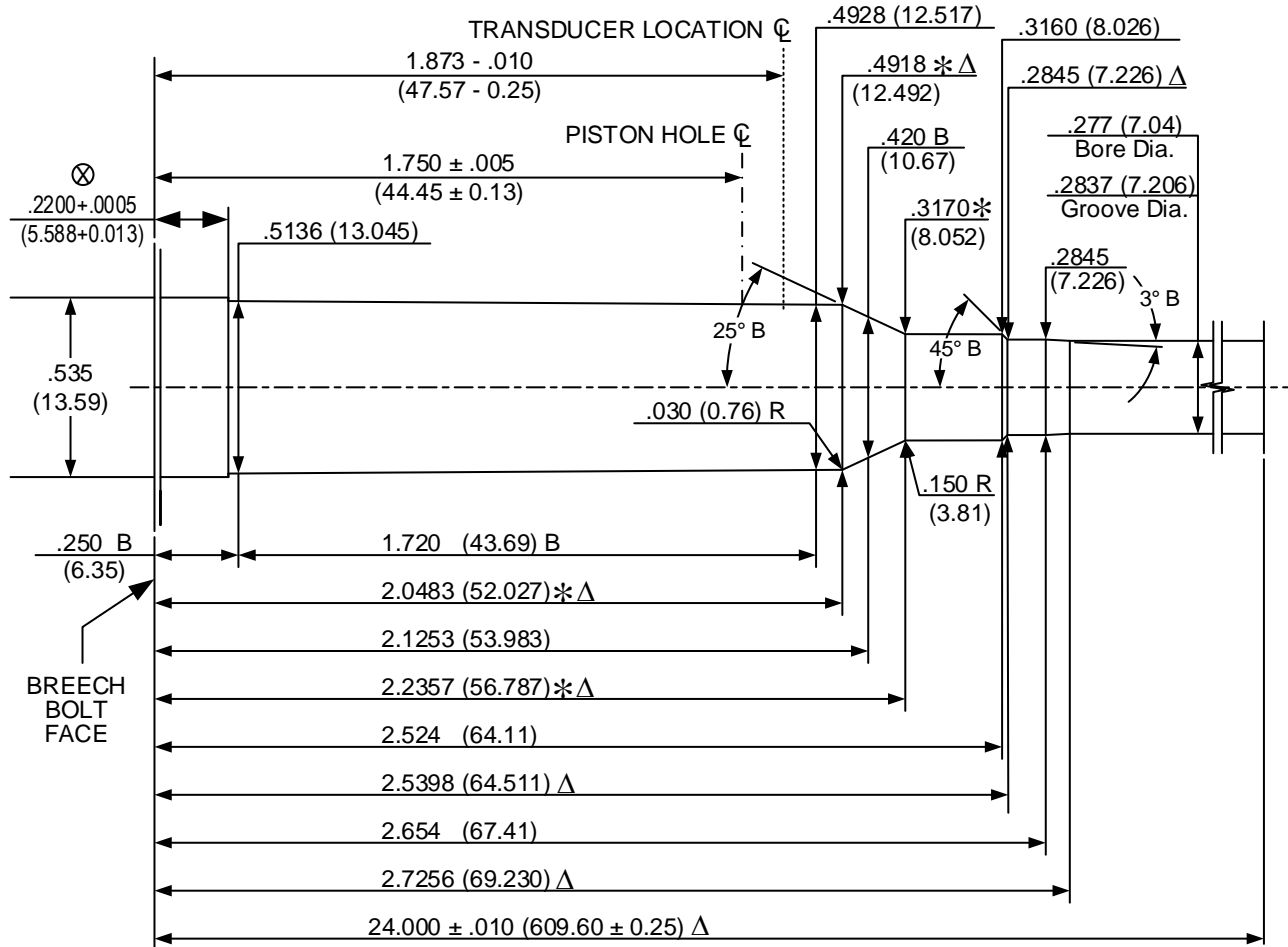 TRANSDUCER LOCATION ℄
.4928 (12.517)
.3160 (8.026)
1.873 - .010
(47.57 - 0.25)
.4918 ✻ Δ
(12.492)
.2845 (7.226) Δ
PISTON HOLE ℄
.420 B
(10.67)
.277 (7.04)
Bore Dia.
1.750 ± .005
(44.45 ± 0.13)
⊗
.2200+.0005
(5.588+0.013)
.2837 (7.206)
Groove Dia.
.5136 (13.045)
.3170✻
(8.052)
.2845
(7.226)
3° B
25° B
45° B
.535
(13.59)
.030 (0.76) R
.150 R
(3.81)
.250 B
(6.35)
1.720 (43.69) B
2.0483 (52.027)✻ Δ
2.1253 (53.983)
BREECH
BOLT
FACE
2.2357 (56.787)✻ Δ
2.524 (64.11)
2.5398 (64.511) Δ
2.654 (67.41)
2.7256 (69.230) Δ
24.000 ± .010 (609.60 ± 0.25) Δ